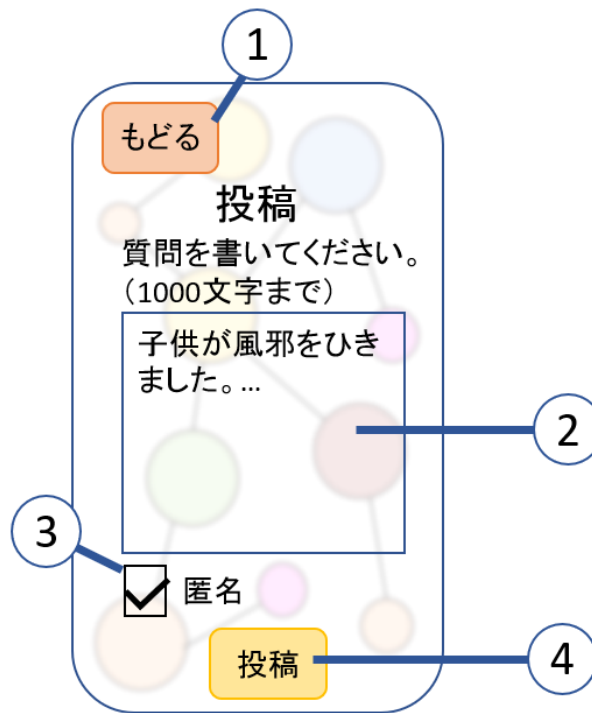 1
もどる
投稿
質問を書いてください。
（1000文字まで）
子供が風邪をひき
ました。...
2
3
匿名
投稿
4